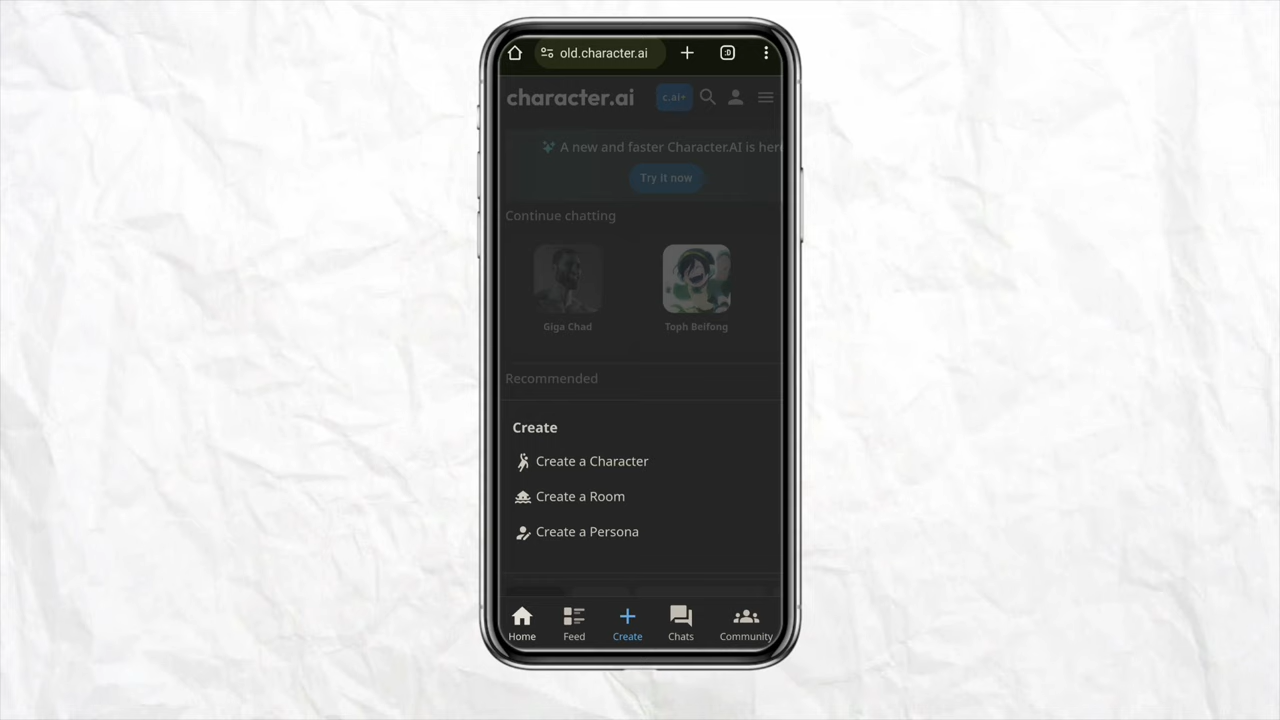 old.character.ai
:D
character.ai
c.ai+
A new and faster Character.AI is here
Try it now
Continue chatting
Giga Chad
Toph Beifong
Recommended
Create
Create a Character
Create a Room
Create a Persona
Home
Feed
Create
Chats
Community